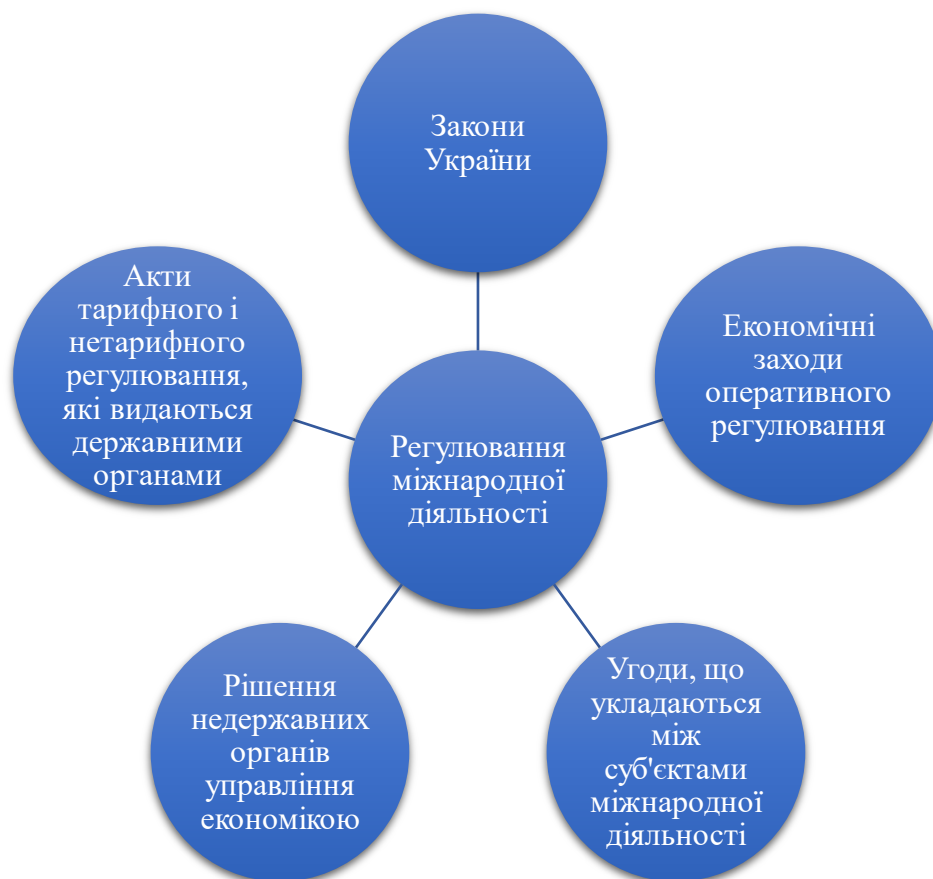 Закони
України
Акти
тарифного і
нетарифного
регулювання,
які видаються
державними
органами
Економічні
заходи
оперативного
регулювання
Регулювання
міжнародної
діяльності
Рішення
недержавних
органів
управління
економікою
Угоди, що
укладаються
між
суб'єктами
міжнародної
діяльності